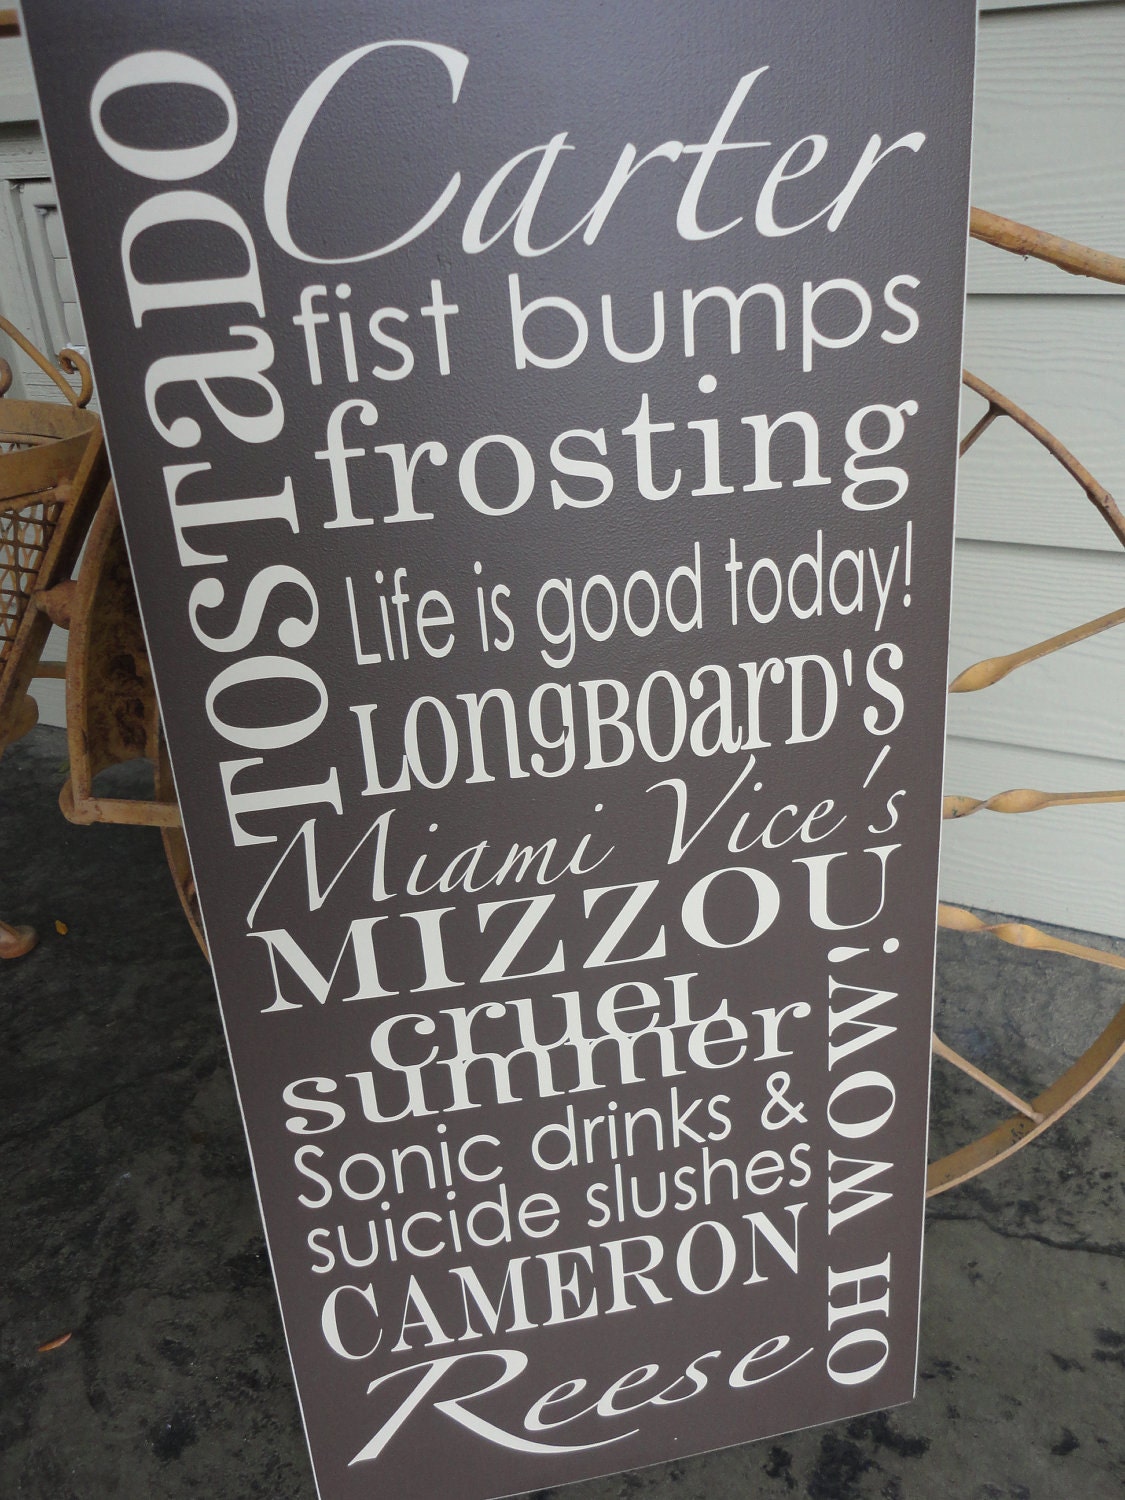 TOSTaDO
Carter
fist bumps
frosting
Life is good today!
LongBoarD's
Miami Vice's
MIZZOU
crueL
summer
Sonic drinks &
suicide slushes
CAMERON
Reese
OH WOW!